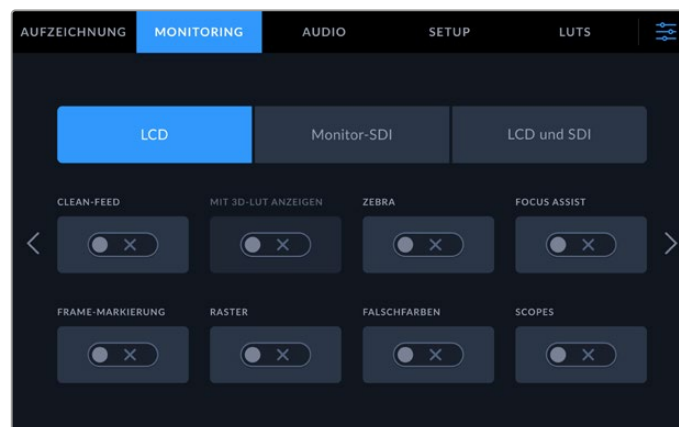 AUFZEICHNUNG MONITORING AUDIO SETUP LUTS
LCD Monitor-SDI LCD und SDI
CLEAN-FEED MIT 3D-LUT ANZEIGEN ZEBRA FOCUS ASSIST
FRAME-MARKIERUNG RASTER FALSCHFARBEN SCOPES